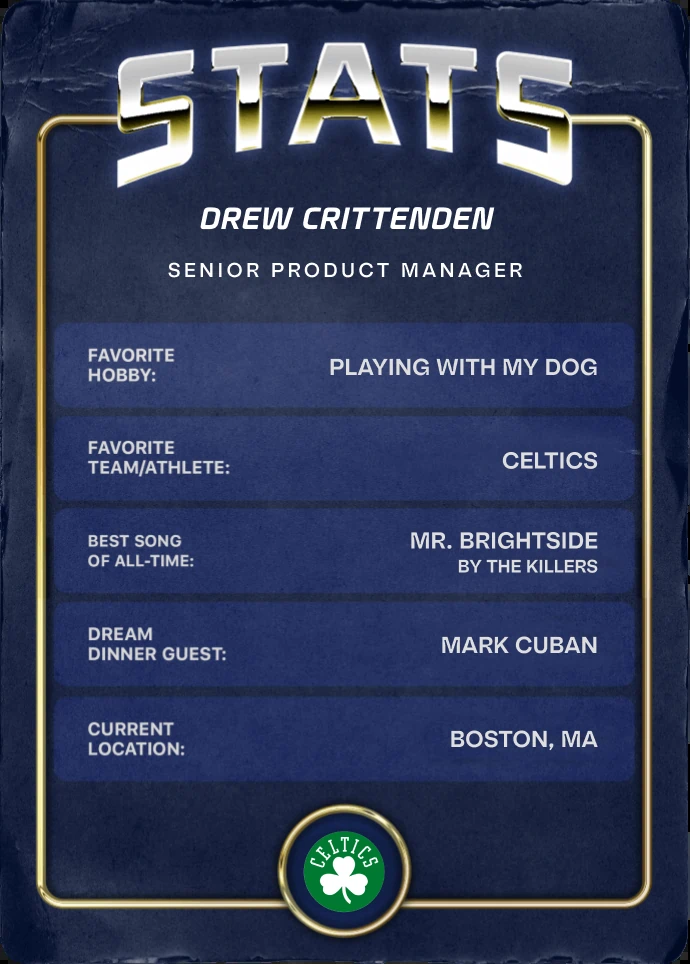 STATS
DREW CRITTENDEN
SENIOR PRODUCT MANAGER
FAVORITE
HOBBY:
PLAYING WITH MY DOG
FAVORITE
TEAM/ATHLETE:
CELTICS
BEST SONG
OF ALL-TIME:
MR. BRIGHTSIDE
BY THE KILLERS
DREAM
DINNER GUEST:
MARK CUBAN
CURRENT
LOCATION:
BOSTON, MA
CELTICS